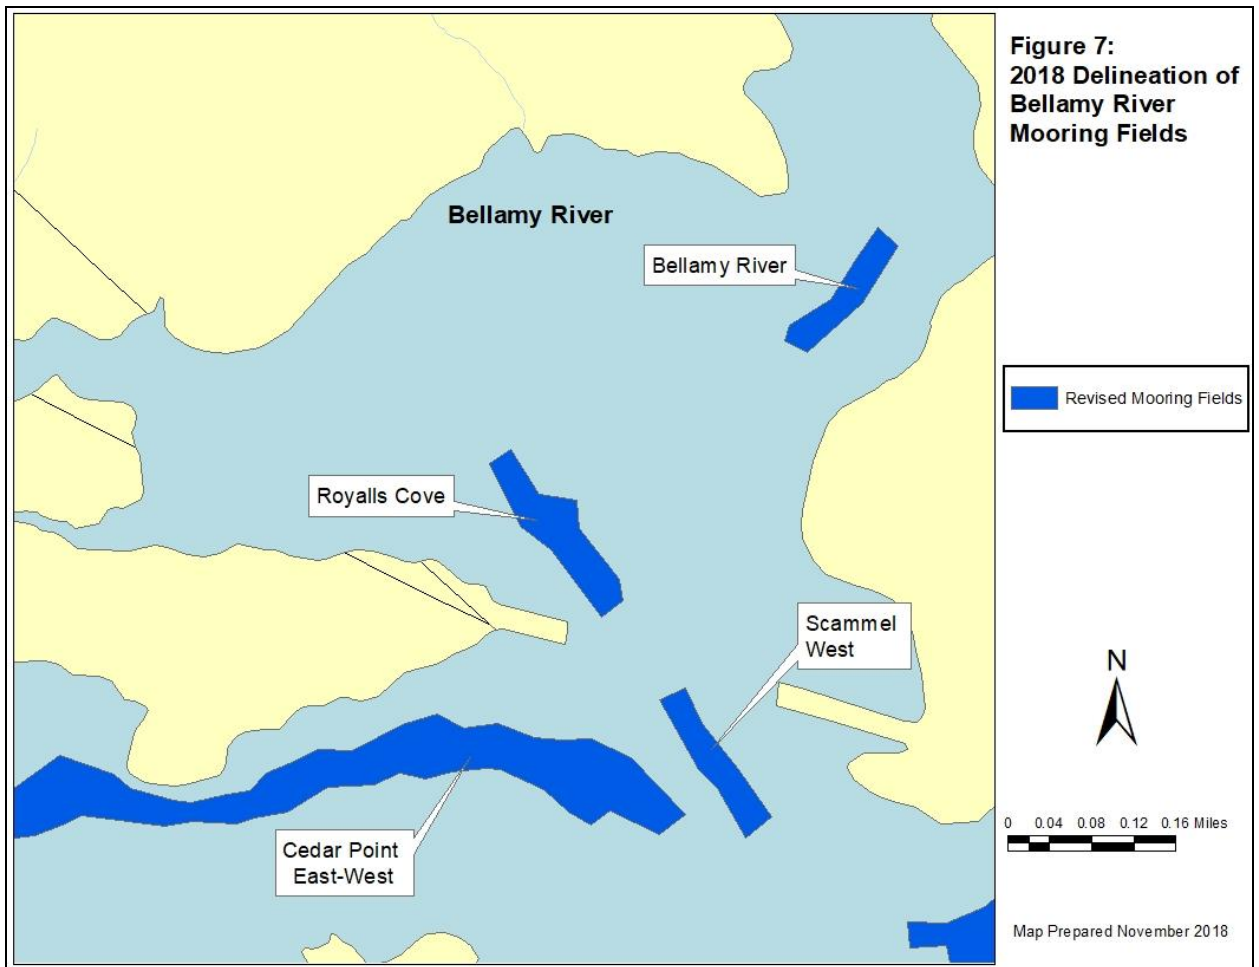 Figure 7:
2018 Delineation of
Bellamy River
Mooring Fields
Bellamy River
Bellamy River
Revised Mooring Fields
Royalls Cove
Scammel
West
Cedar Point
East-West
N
0 0.04 0.08 0.12 0.16 Miles
Map Prepared November 2018